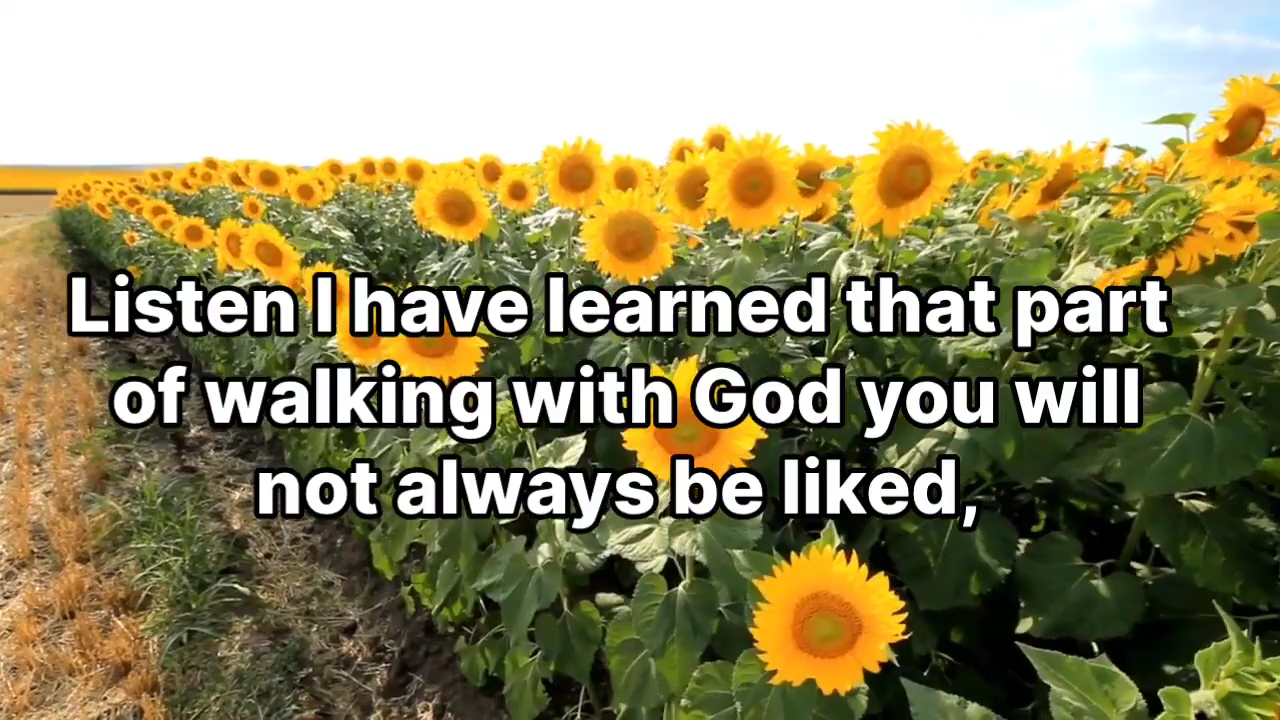 Listen I have learned that part
of walking with God you will
not always be liked,